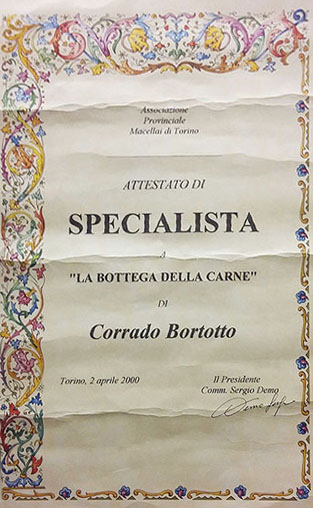 Associazione
Provinciale
Macellai di Torino
ATTESTATO DI
SPECIALISTA
A
"LA BOTTEGA DELLA CARNE"
DI
Corrado Bortotto
Torino, 2 aprile 2000
Il Presidente
Comm. Sergio Demo